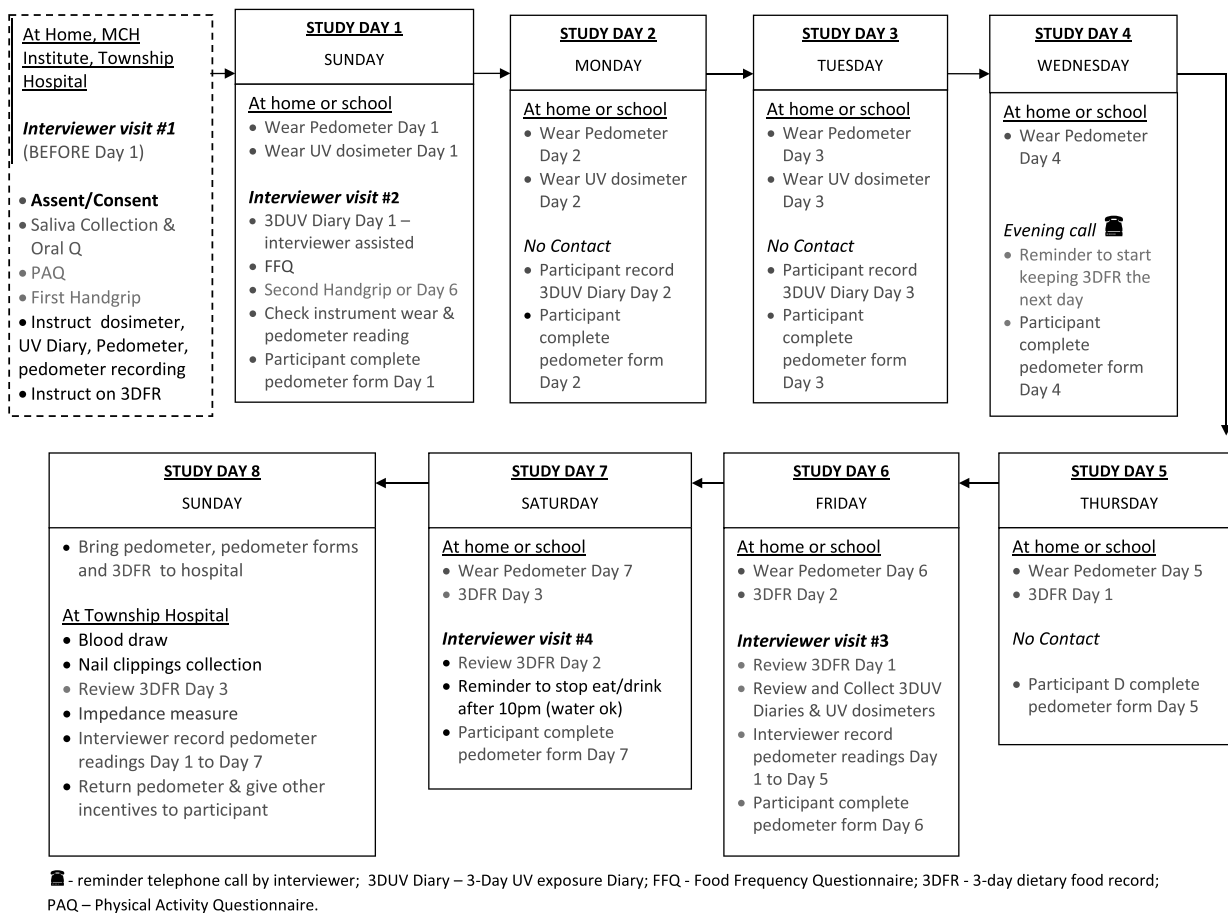 At Home, MCH
Institute, Township
Hospital
Interviewer visit #1
(BEFORE Day 1)
• Assent/Consent
• Saliva Collection &
Oral Q
• PAQ
• First Handgrip
• Instruct dosimeter,
UV Diary, Pedometer,
pedometer recording
• Instruct on 3DFR
STUDY DAY 1
SUNDAY
At home or school
• Wear Pedometer Day 1
• Wear UV dosimeter Day 1
Interviewer visit #2
• 3DUV Diary Day 1 –
interviewer assisted
• FFQ
• Second Handgrip or Day 6
• Check instrument wear &
pedometer reading
• Participant complete
pedometer form Day 1
STUDY DAY 2
MONDAY
At home or school
• Wear Pedometer
Day 2
• Wear UV dosimeter
Day 2
No Contact
• Participant record
3DUV Diary Day 2
• Participant
complete
pedometer form
Day 2
STUDY DAY 3
TUESDAY
At home or school
• Wear Pedometer
Day 3
• Wear UV dosimeter
Day 3
No Contact
• Participant record
3DUV Diary Day 3
• Participant
complete
pedometer form
Day 3
STUDY DAY 4
WEDNESDAY
At home or school
• Wear Pedometer
Day 4
Evening call
• Reminder to start
keeping 3DFR the
next day
• Participant
complete
pedometer form
Day 4
STUDY DAY 5
THURSDAY
At home or school
• Wear Pedometer Day 5
• 3DFR Day 1
No Contact
• Participant D complete
pedometer form Day 5
STUDY DAY 6
FRIDAY
At home or school
• Wear Pedometer Day 6
• 3DFR Day 2
Interviewer visit #3
• Review 3DFR Day 1
• Review and Collect 3DUV
Diaries & UV dosimeters
• Interviewer record
pedometer readings Day
1 to Day 5
• Participant complete
pedometer form Day 6
STUDY DAY 7
SATURDAY
At home or school
• Wear Pedometer Day 7
• 3DFR Day 3
Interviewer visit #4
• Review 3DFR Day 2
• Reminder to stop eat/drink
after 10pm (water ok)
• Participant complete
pedometer form Day 7
STUDY DAY 8
SUNDAY
• Bring pedometer, pedometer forms
and 3DFR to hospital
At Township Hospital
• Blood draw
• Nail clippings collection
• Review 3DFR Day 3
• Impedance measure
• Interviewer record pedometer
readings Day 1 to Day 7
• Return pedometer & give other
incentives to participant
- reminder telephone call by interviewer; 3DUV Diary – 3-Day UV exposure Diary; FFQ - Food Frequency Questionnaire; 3DFR - 3-day dietary food record;
PAQ – Physical Activity Questionnaire.